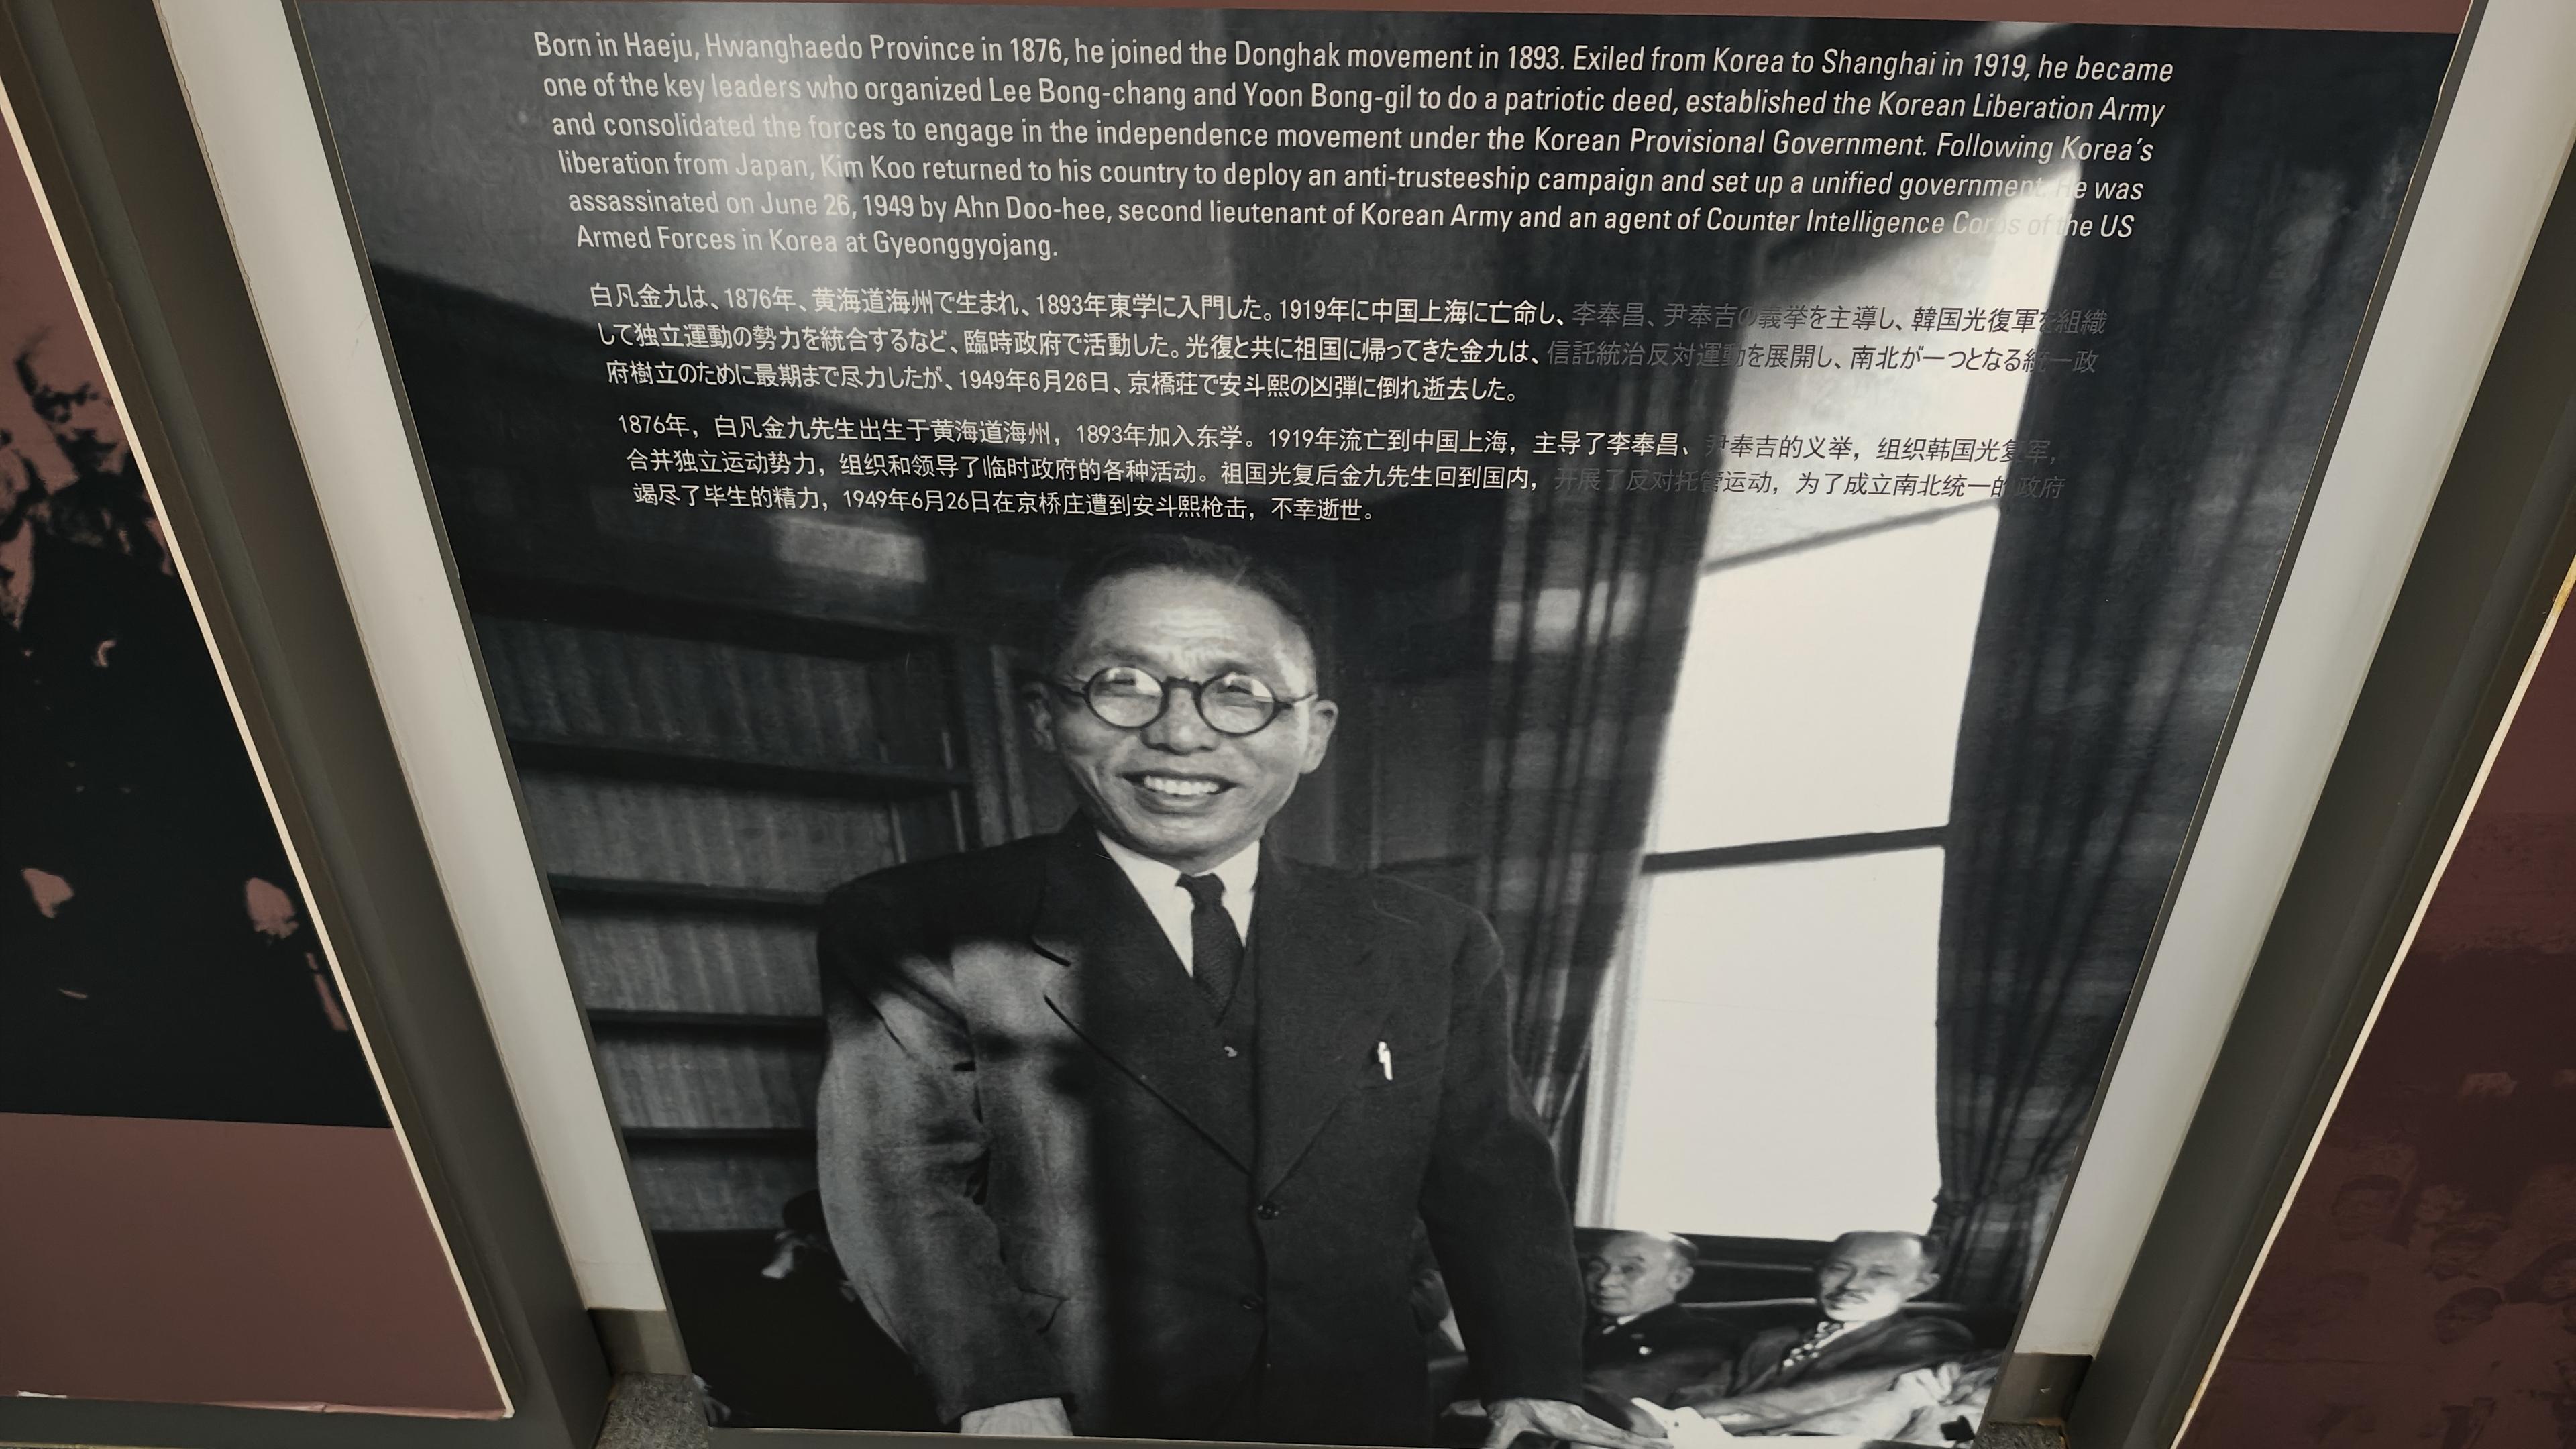 Born in Haeju, Hwanghaedo Province in 1876, he joined the Donghak movement in 1893. Exiled from Korea to Shanghai in 1919, he became
one of the key leaders who organized Lee Bong-chang and Yoon Bong-gil to do a patriotic deed, established the Korean Liberation Army
and consolidated the forces to engage in the independence movement under the Korean Provisional Government. Following Korea's
liberation from Japan, Kim Koo returned to his country to deploy an anti-trusteeship campaign and set up a unified government. He was
assassinated on June 26, 1949 by Ahn Doo-hee, second lieutenant of Korean Army and an agent of Counter Intelligence Corps of the US
Armed Forces in Korea at Gyeonggyojang.
白凡金九は、1876年、黄海道海州で生まれ、1893年東学に入門した。1919年に中国上海に亡命し、李奉昌、尹奉吉の義挙を主導し、韓国光復軍を組織
して独立運動の勢力を統合するなど、臨時政府で活動した。光復と共に祖国に帰ってきた金九は、信託統治反対運動を展開し、南北が一つとなる統一政
府樹立のために最期まで尽力したが、1949年6月26日、京橋荘で安斗熙の凶弾に倒れ逝去した。
1876年，白凡金九先生出生于黄海道海州，1893年加入东学。1919年流亡到中国上海，主导了李奉昌、尹奉吉的义举，组织韩国光复军，
合并独立运动势力，组织和领导了临时政府的各种活动。祖国光复后金九先生回到国内，开展了反对托管运动，为了成立南北统一的政府
竭尽了毕生的精力，1949年6月26日在京桥庄遭到安斗熙枪击，不幸逝世。